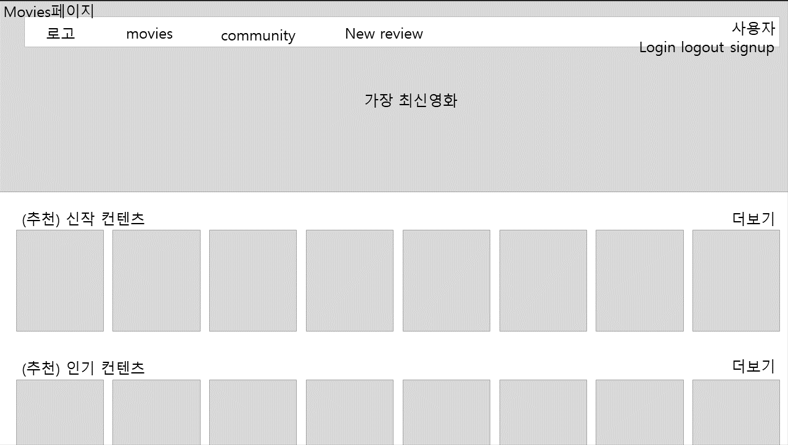 Movies페이지
로고 movies community New review 사용자
Login logout signup
가장 최신영화
(추천) 신작 컨텐츠 더보기
(추천) 인기 컨텐츠 더보기